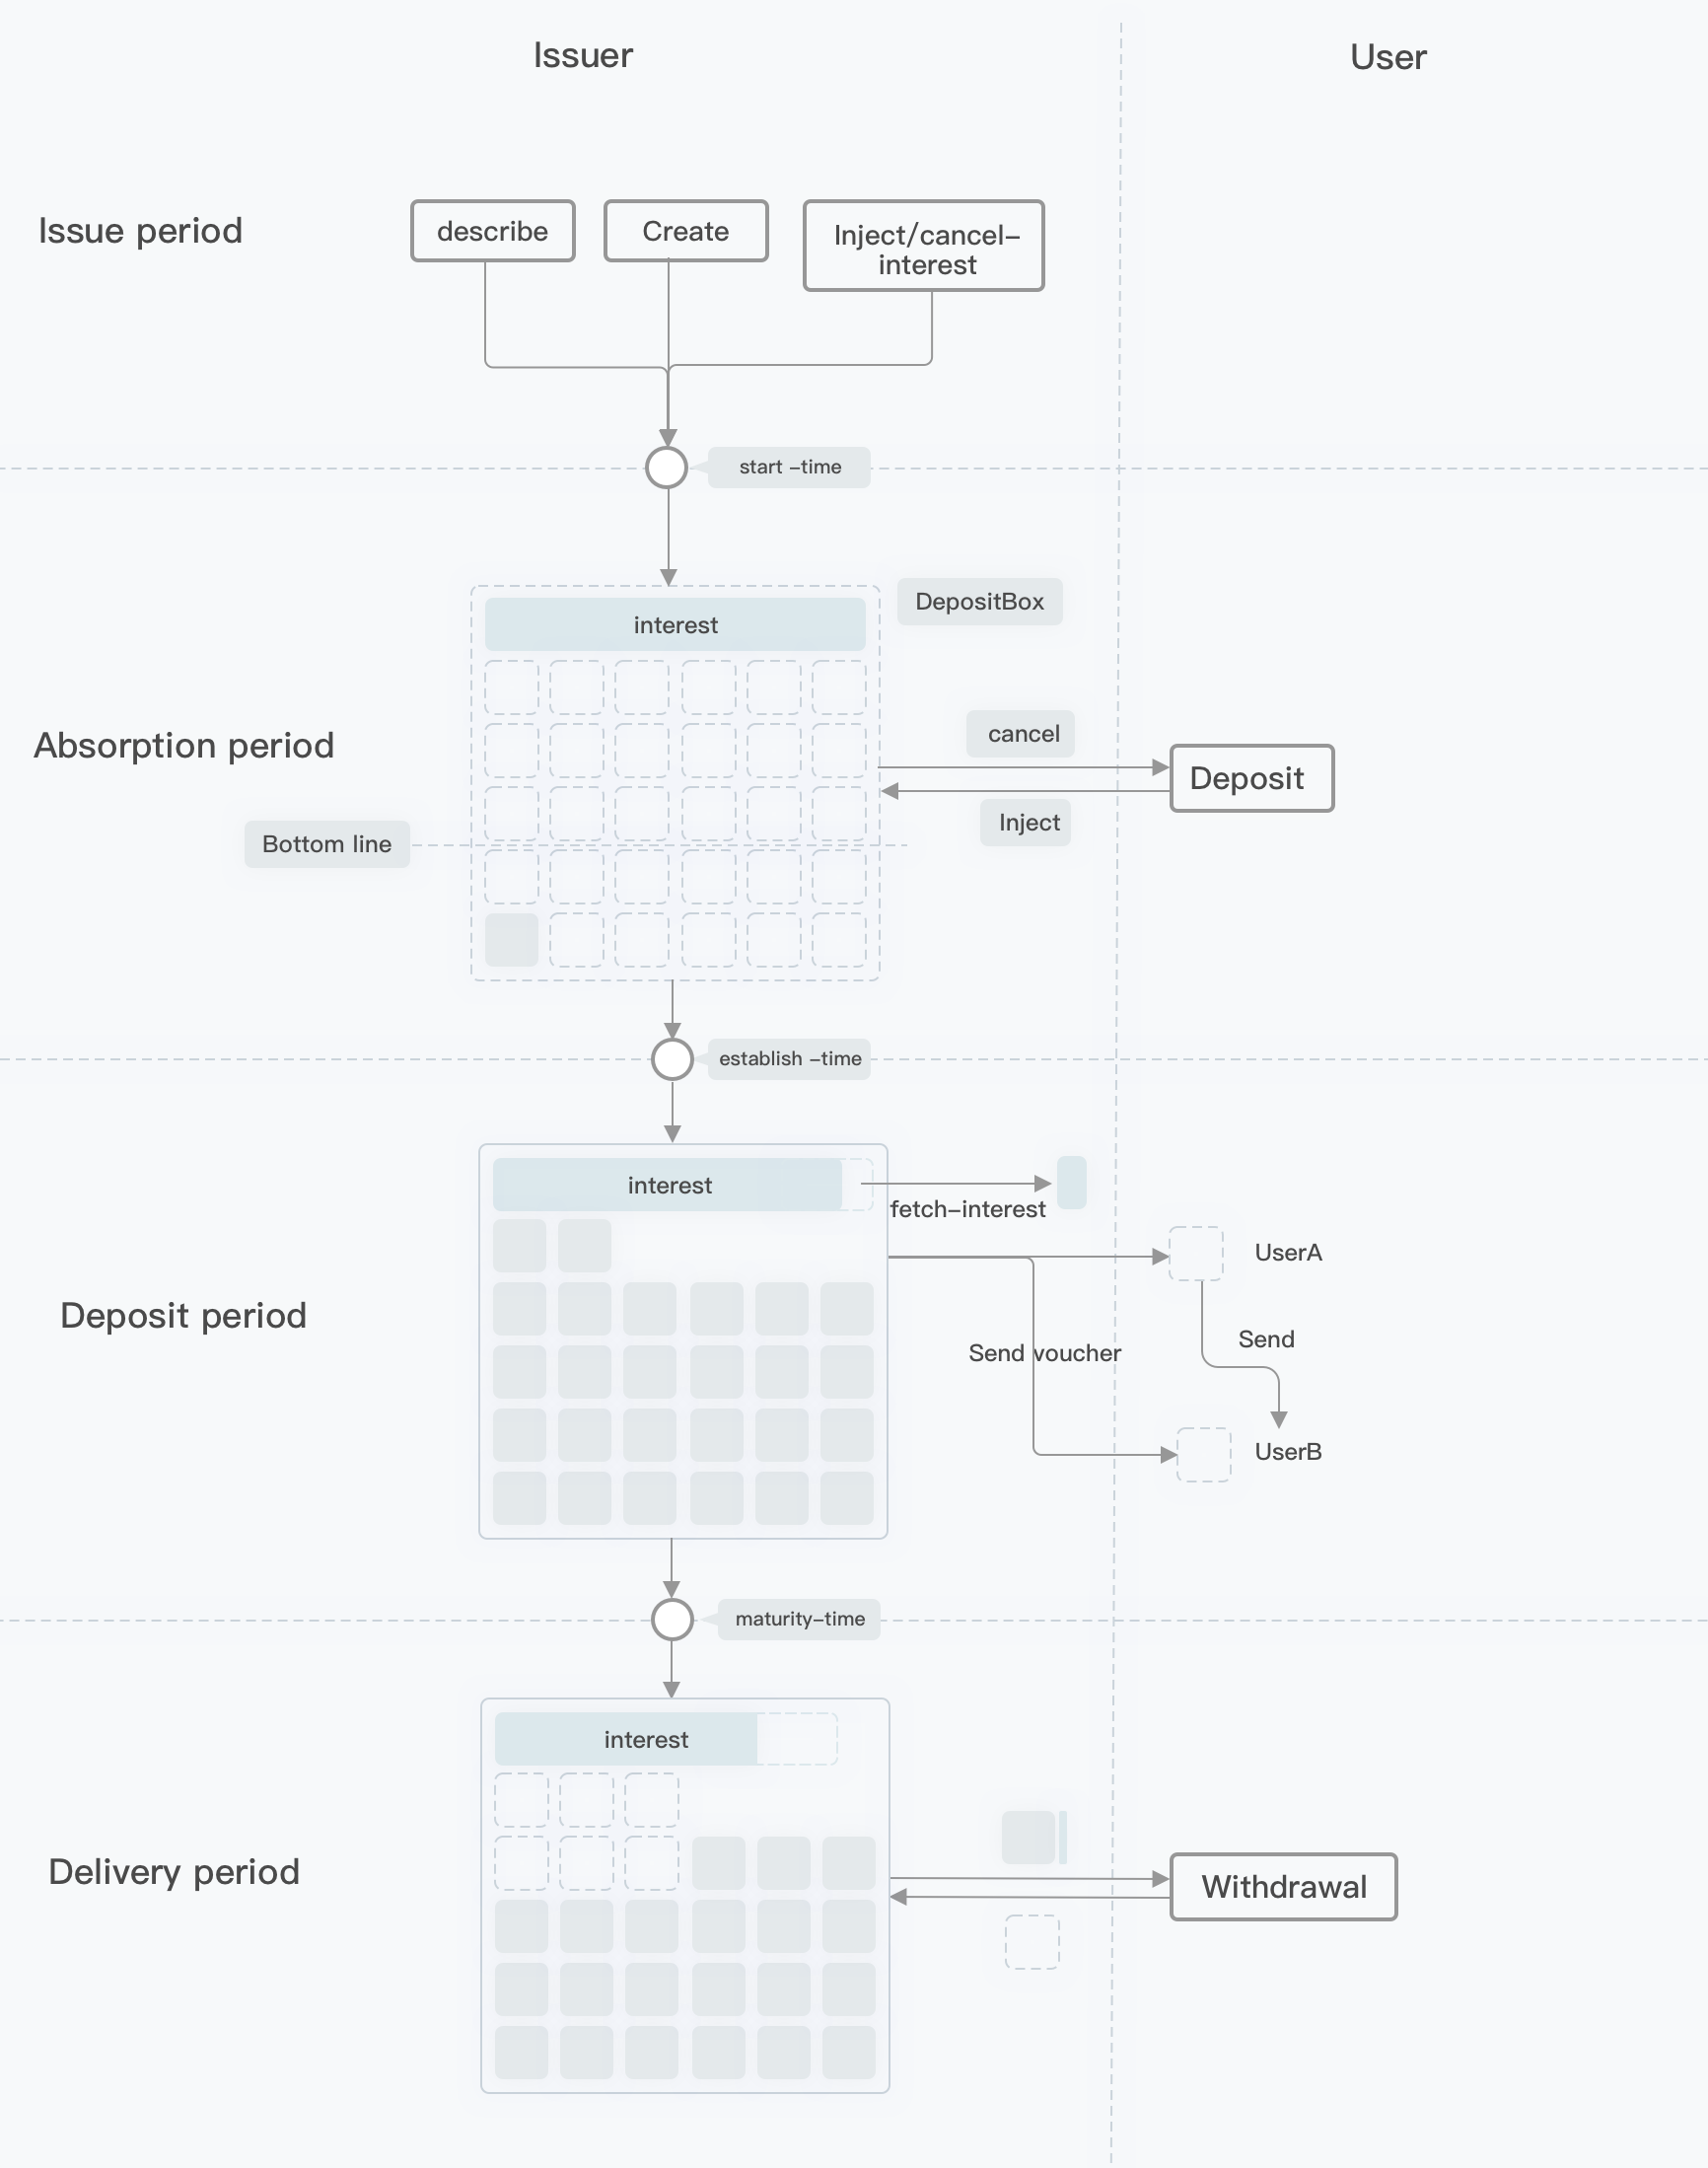 Issuer
User
Issue period
describe
Create
Inject/cancel-
interest
start -time
DepositBox
interest
Absorption period
cancel
Deposit
Inject
Bottom line
establish -time
interest
fetch-interest
UserA
Deposit period
Send voucher
Send
UserB
maturity-time
interest
Delivery period
Withdrawal